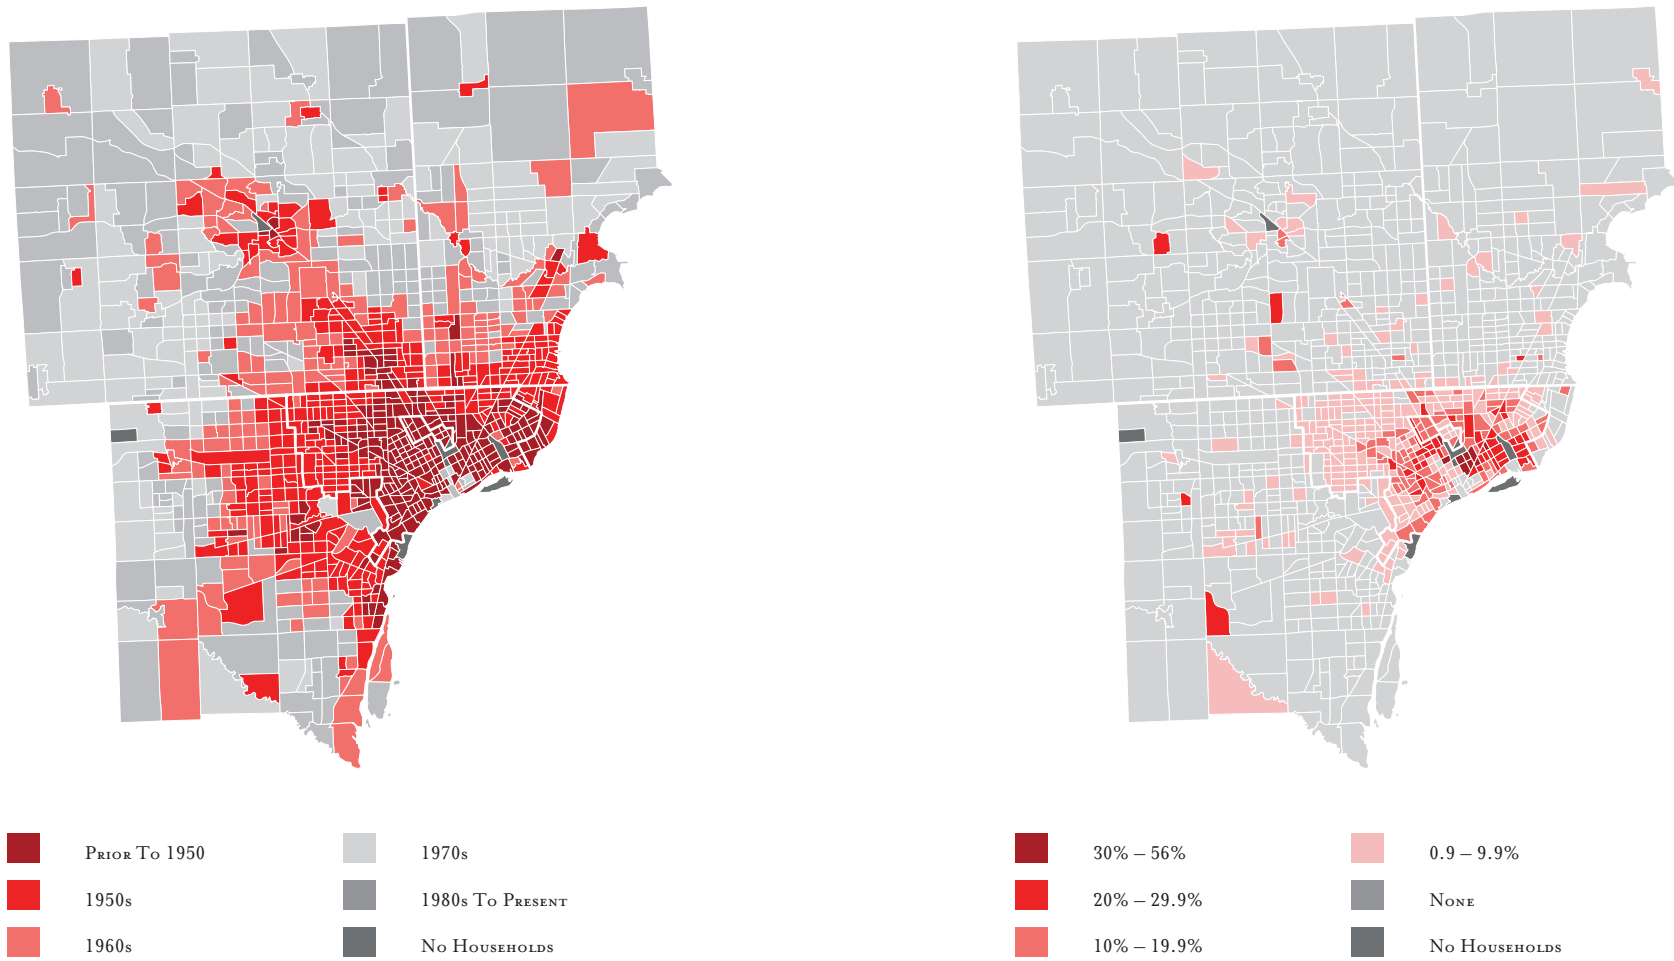 Prior To 1950
1950s
1960s
1970s
1980s To Present
No Households
30% – 56%
20% – 29.9%
10% – 19.9%
0.9 – 9.9%
None
No Households